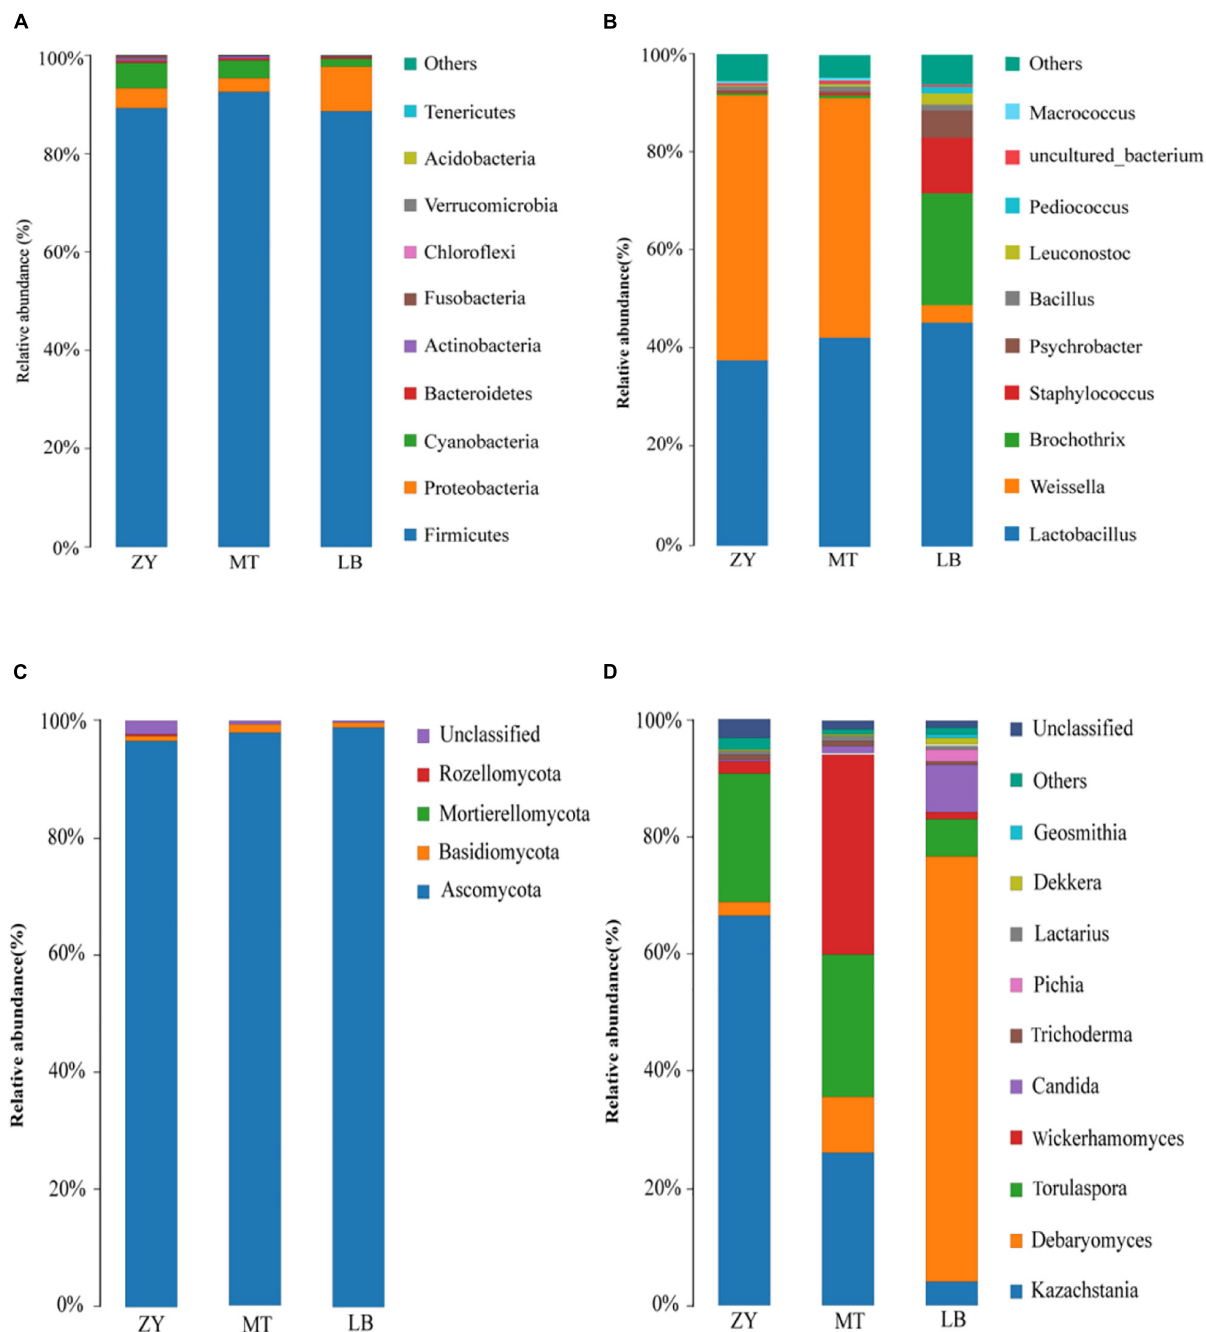 A
Relative abundance (%)
100%
80%
60%
40%
20%
0%
ZY MT LB
Others
Tenericutes
Acidobacteria
Verrucomicrobia
Chloroflexi
Fusobacteria
Actinobacteria
Bacteroidetes
Cyanobacteria
Proteobacteria
Firmicutes
B
Relative abundance(%)
100%
80%
60%
40%
20%
0%
ZY MT LB
Others
Macrococcus
uncultured_bacterium
Pediococcus
Leuconostoc
Bacillus
Psychrobacter
Staphylococcus
Brochothrix
Weissella
Lactobacillus
C
Relative abundance(%)
100%
80%
60%
40%
20%
0%
ZY MT LB
Unclassified
Rozellomycota
Mortierellomycota
Basidiomycota
Ascomycota
D
Relative abundance(%)
100%
80%
60%
40%
20%
0%
ZY MT LB
Unclassified
Others
Geosmithia
Dekkera
Lactarius
Pichia
Trichoderma
Candida
Wickerhamomyces
Torulaspora
Debaryomyces
Kazachstania